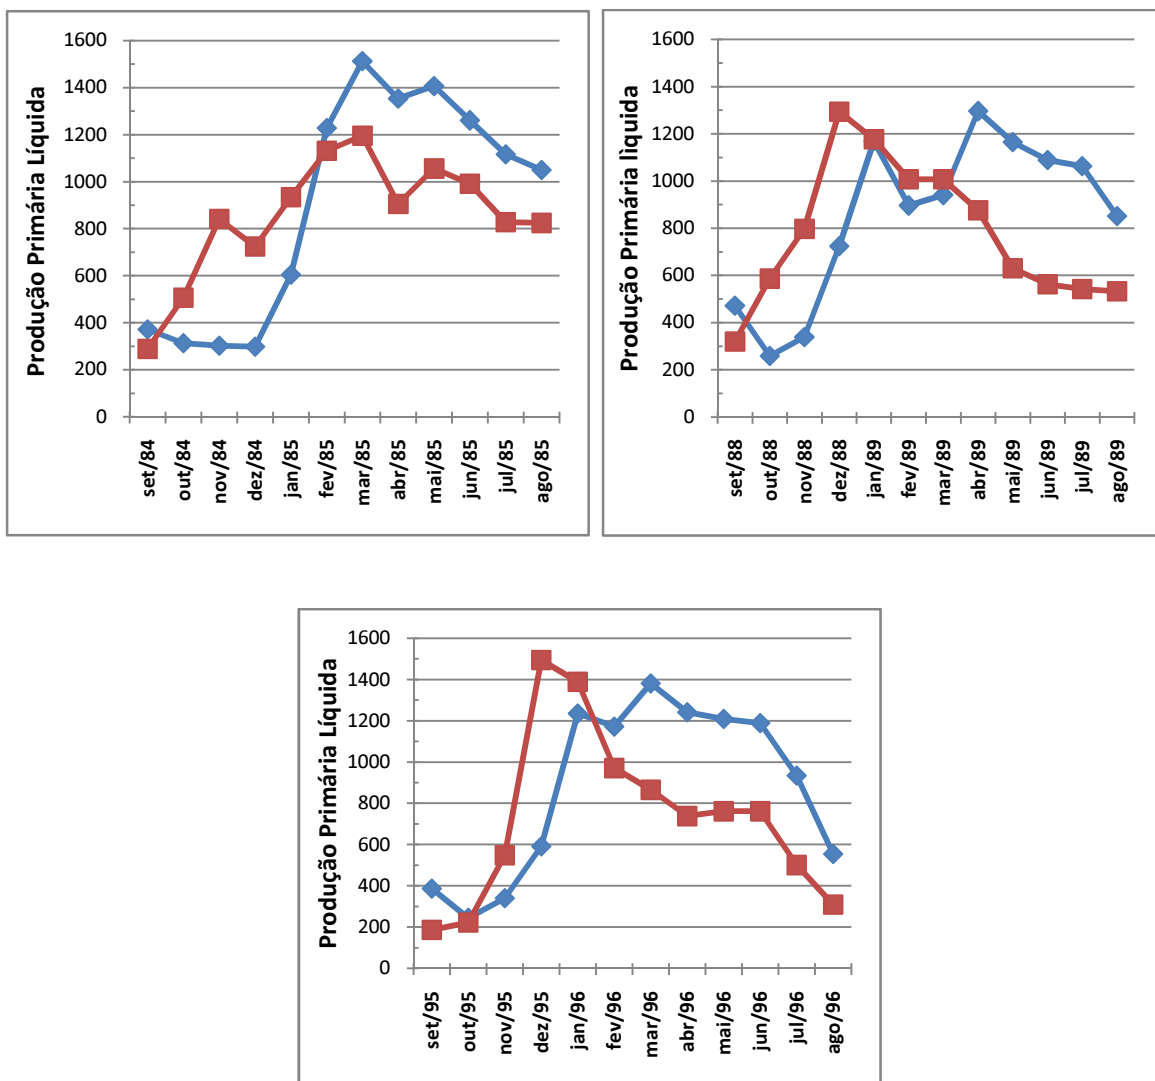 Produção Primária Líquida
1600
1400
1200
1000
800
600
400
200
0
set/84
out/84
nov/84
dez/84
jan/85
fev/85
mar/85
abr/85
mai/85
jun/85
jul/85
ago/85
Produção Primária liquida
1600
1400
1200
1000
800
600
400
200
0
set/88
out/88
nov/88
dez/88
jan/89
fev/89
mar/89
abr/89
mai/89
jun/89
jul/89
ago/89
Produção Primária Líquida
1600
1400
1200
1000
800
600
400
200
0
set/95
out/95
nov/95
dez/95
jan/96
fev/96
mar/96
abr/96
mai/96
jun/96
jul/96
ago/96